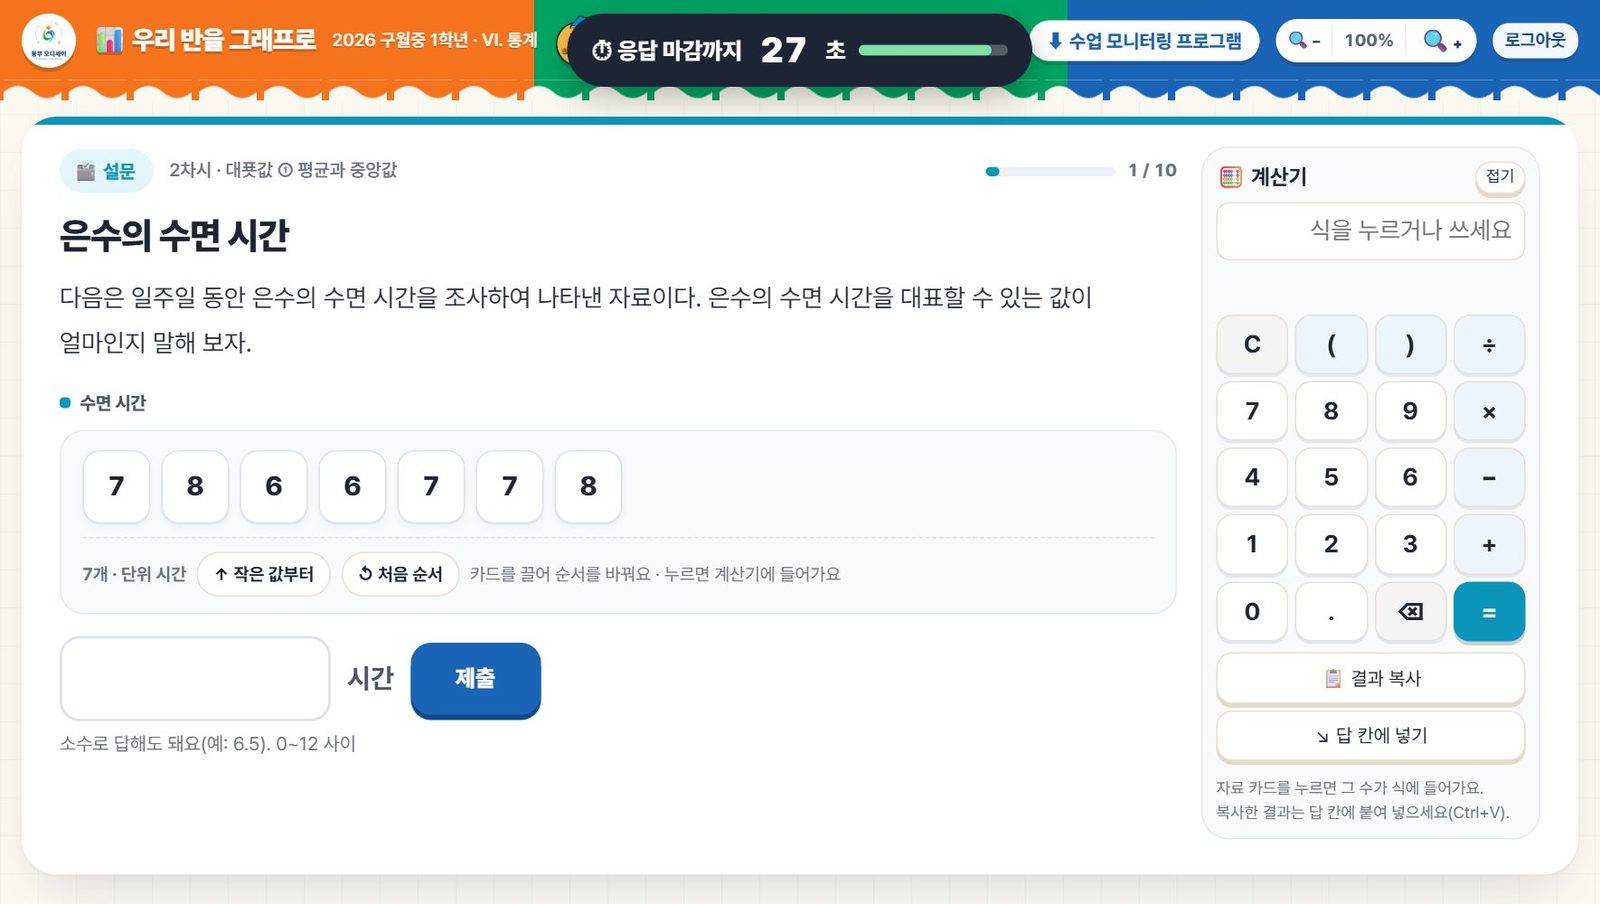 동부 오디세이
우리 반을 그래프로
2026 구월중 1학년 · VI. 통계
응답 마감까지 27 초
⬇ 수업 모니터링 프로그램
- 100% +
로그아웃
설문
2차시 · 대푯값 ① 평균과 중앙값
1 / 10
은수의 수면 시간
다음은 일주일 동안 은수의 수면 시간을 조사하여 나타낸 자료이다. 은수의 수면 시간을 대표할 수 있는 값이
얼마인지 말해 보자.
수면 시간
7 8 6 6 7 7 8
7개 · 단위 시간
↑ 작은 값부터
↺ 처음 순서
카드를 끌어 순서를 바꿔요 · 누르면 계산기에 들어가요
시간
제출
소수로 답해도 돼요(예: 6.5). 0~12 사이
계산기
접기
식을 누르거나 쓰세요
C ( ) ÷
7 8 9 ×
4 5 6 −
1 2 3 +
0 . ⌫ =
결과 복사
↘ 답 칸에 넣기
자료 카드를 누르면 그 수가 식에 들어가요.
복사한 결과는 답 칸에 붙여 넣으세요(Ctrl+V).